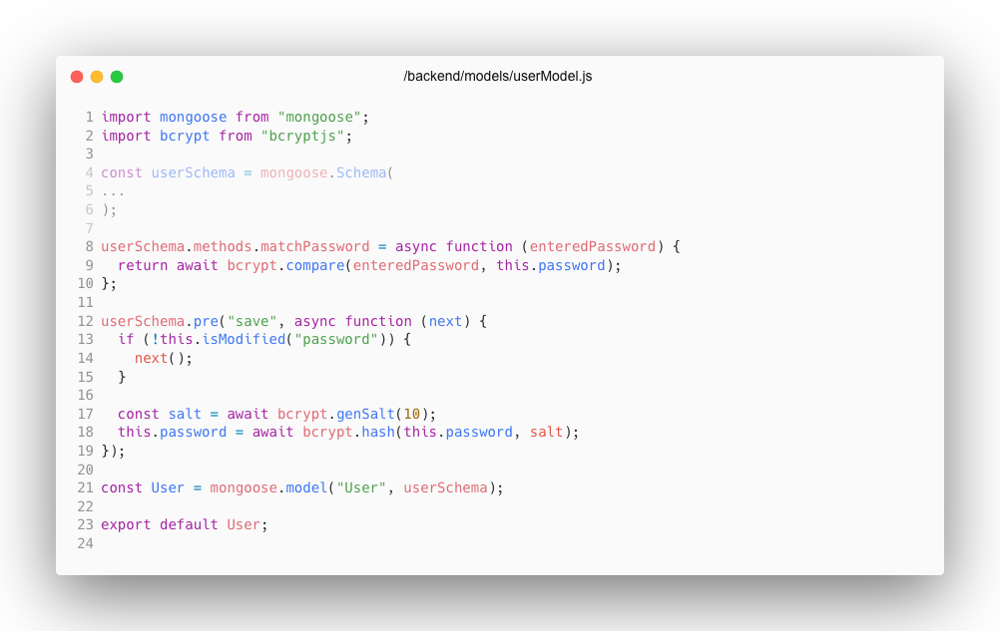 /backend/models/userModel.js
1 import mongoose from "mongoose";
2 import bcrypt from "bcryptjs";
3
4 const userSchema = mongoose.Schema(
5 ...
6 );
7
8 userSchema.methods.matchPassword = async function (enteredPassword) {
9   return await bcrypt.compare(enteredPassword, this.password);
10 };
11
12 userSchema.pre("save", async function (next) {
13   if (!this.isModified("password")) {
14     next();
15   }
16
17   const salt = await bcrypt.genSalt(10);
18   this.password = await bcrypt.hash(this.password, salt);
19 });
20
21 const User = mongoose.model("User", userSchema);
22
23 export default User;
24